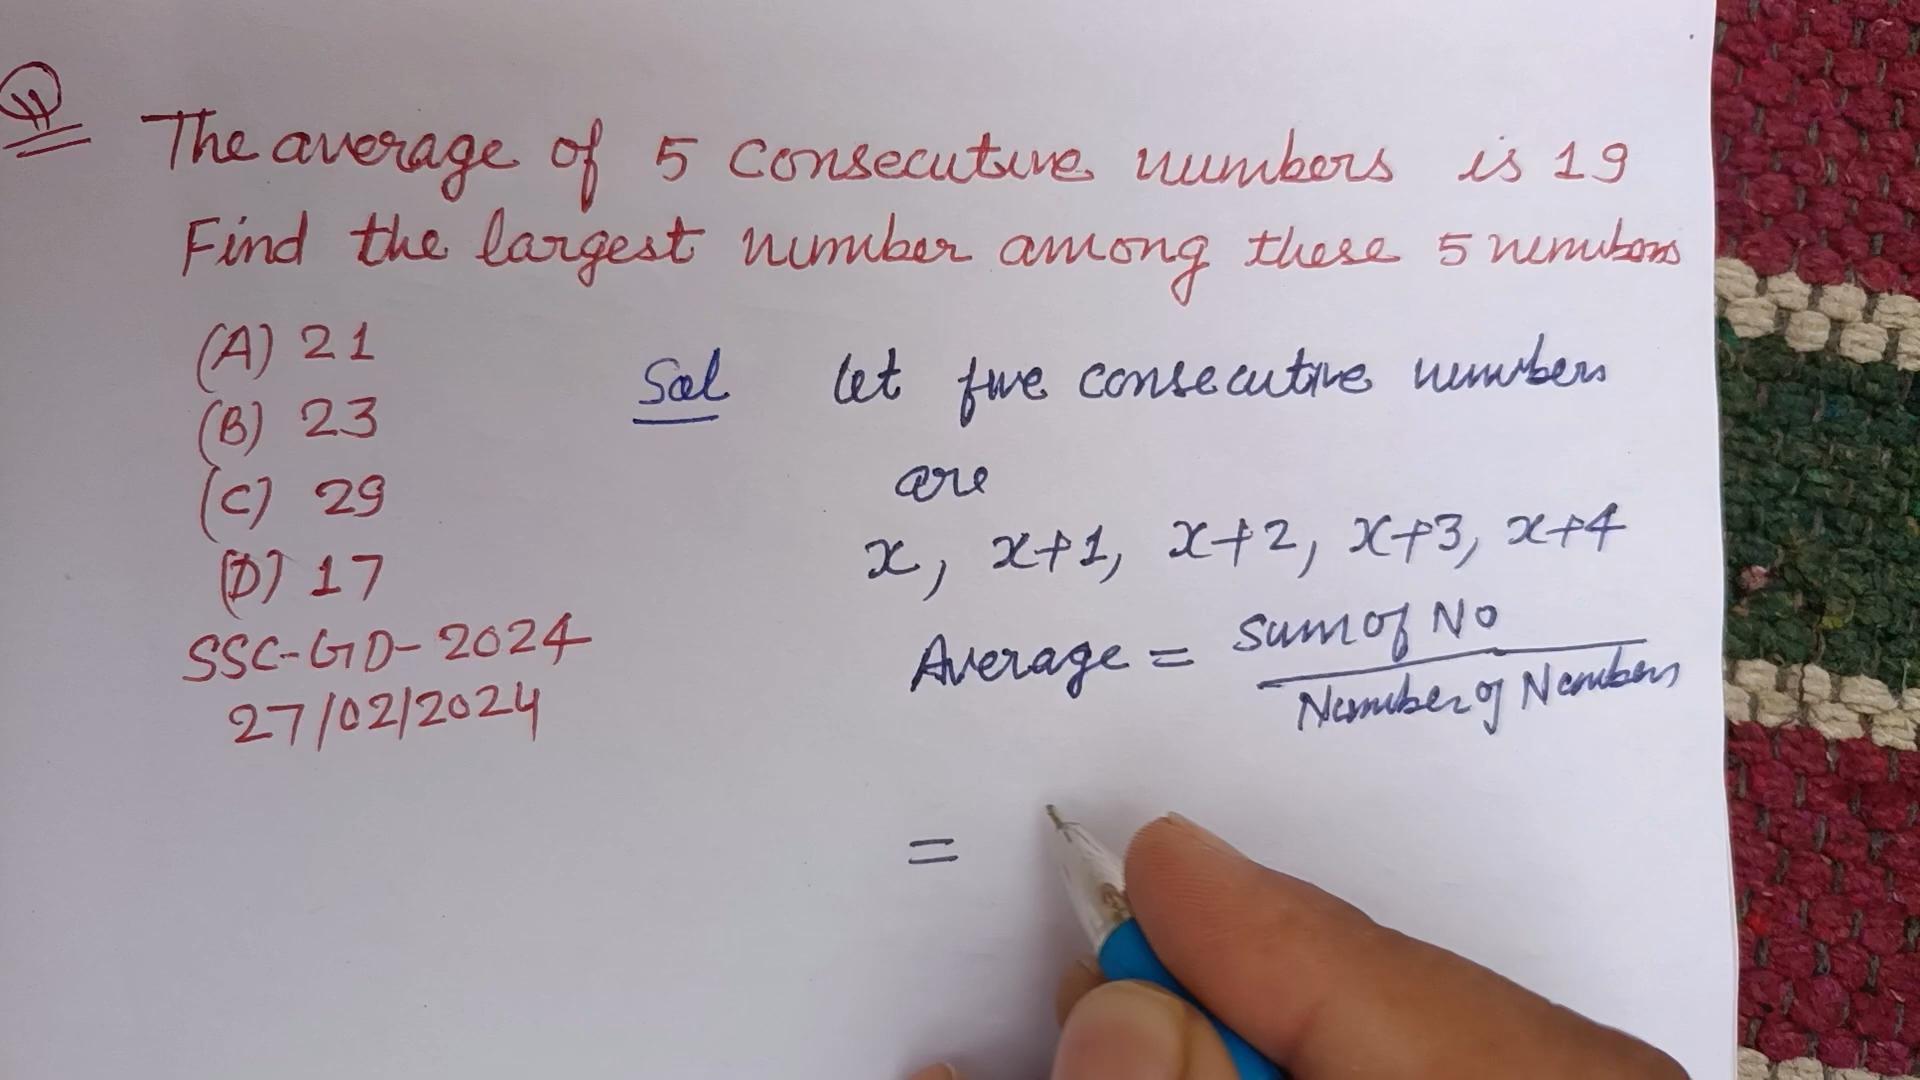 Q
The average of 5 consecutive numbers is 19
Find the largest number among these 5 numbers
(A) 21
(B) 23
(C) 29
(D) 17
SSC-GD-2024
27/02/2024
Sol let five consecutive numbers
are
x, x+1, x+2, x+3, x+4
Average = sum of No / Number of Numbers
=